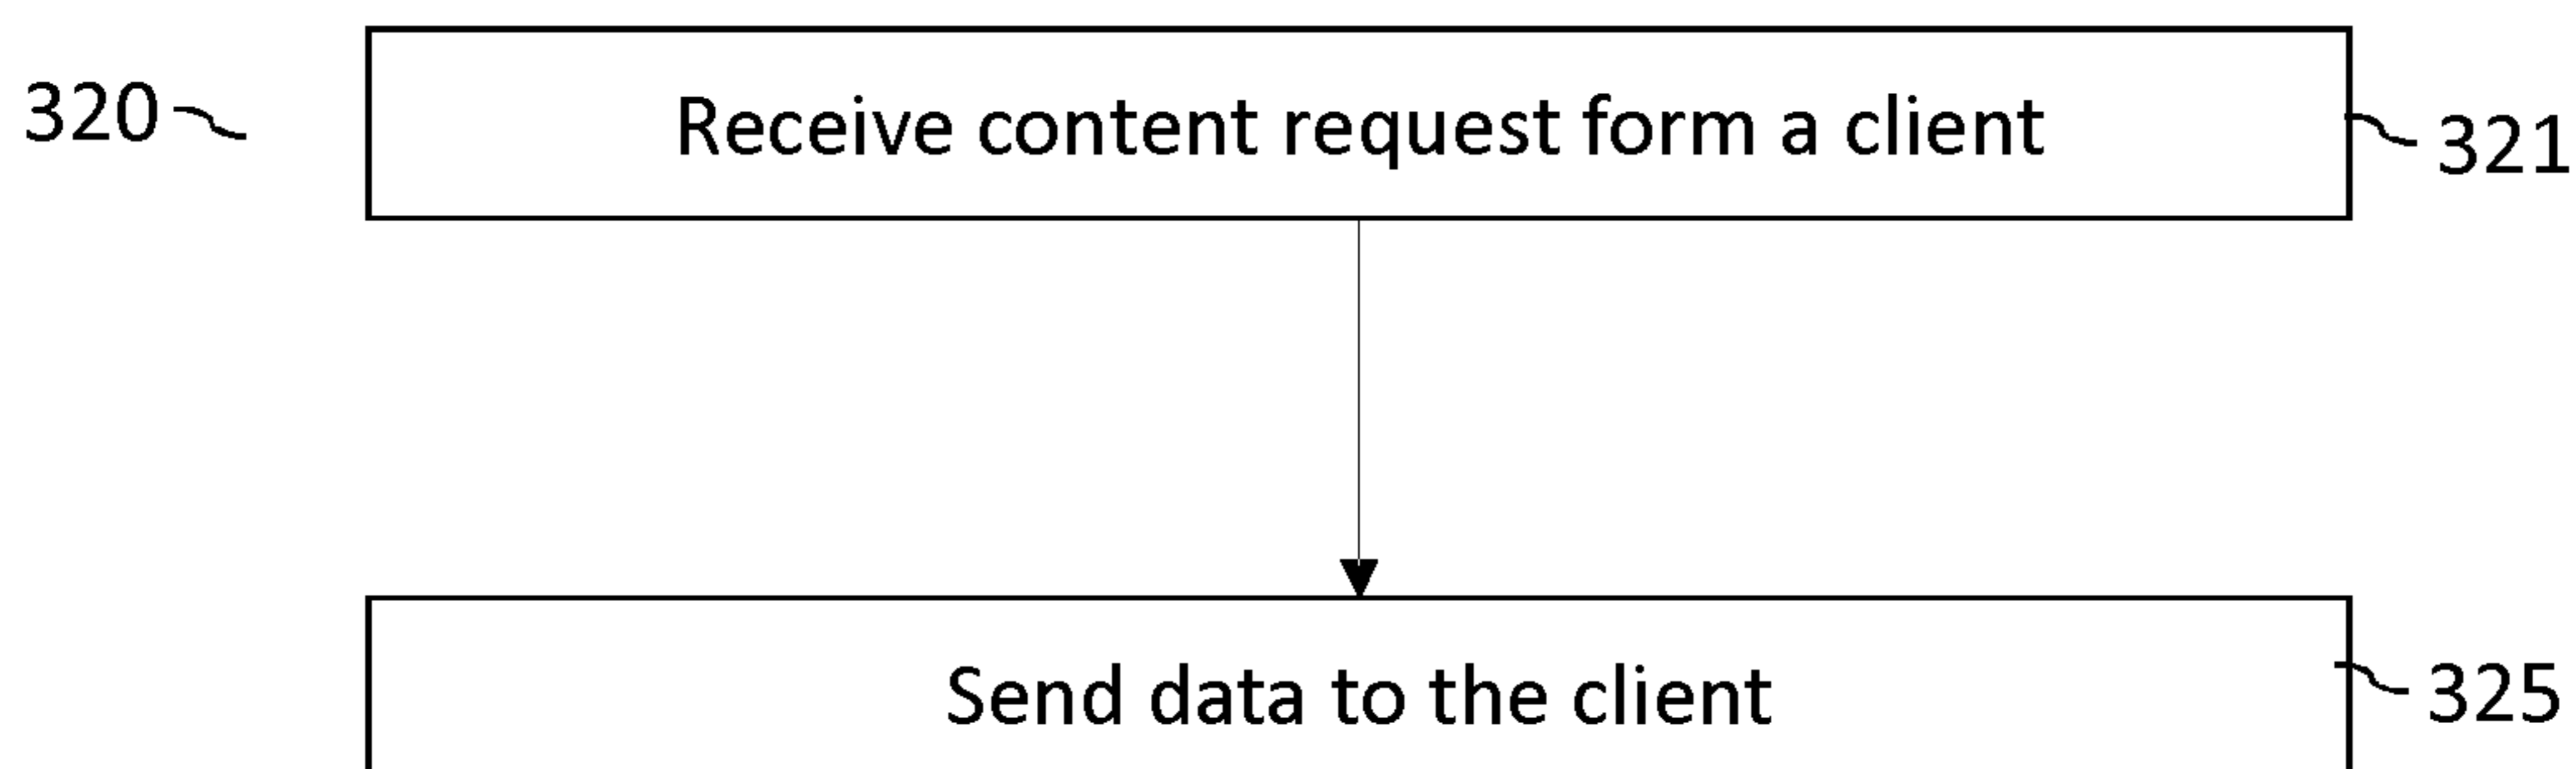 320
Receive content request form a client
321
Send data to the client
325